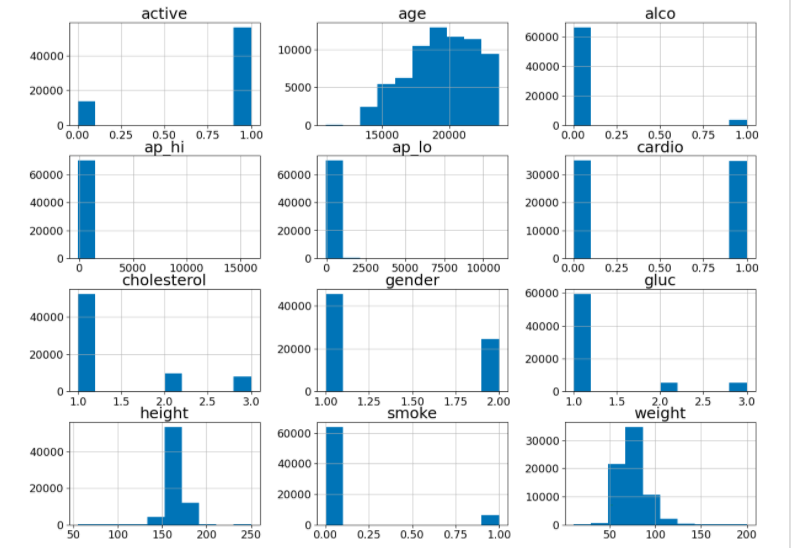 active age alco
40000 10000 60000
20000 5000 40000
20000
0 0 0
0.00 0.25 0.50 0.75 1.00 15000 20000 0.00 0.25 0.50 0.75 1.00
ap_hi ap_lo cardio
60000 60000 30000
40000 40000 20000
20000 20000 10000
0 0 0
0 5000 10000 15000 0 2500 5000 7500 10000 0.00 0.25 0.50 0.75 1.00
cholesterol gender gluc
40000 40000 60000
20000 20000 40000
20000
0 0 0
1.0 1.5 2.0 2.5 3.0 1.00 1.25 1.50 1.75 2.00 1.0 1.5 2.0 2.5 3.0
height smoke weight
40000 60000 30000
20000 40000 20000
20000 10000
0 0 0
50 100 150 200 250 0.00 0.25 0.50 0.75 1.00 50 100 150 200